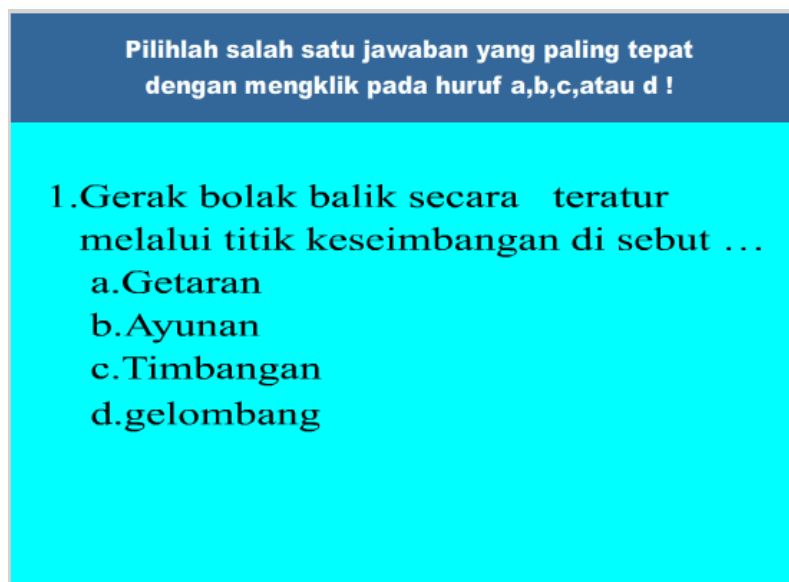 Pilihlah salah satu jawaban yang paling tepat
dengan mengklik pada huruf a,b,c,atau d !
1.Gerak bolak balik secara teratur
melalui titik keseimbangan di sebut …
a.Getaran
b.Ayunan
c.Timbangan
d.gelombang